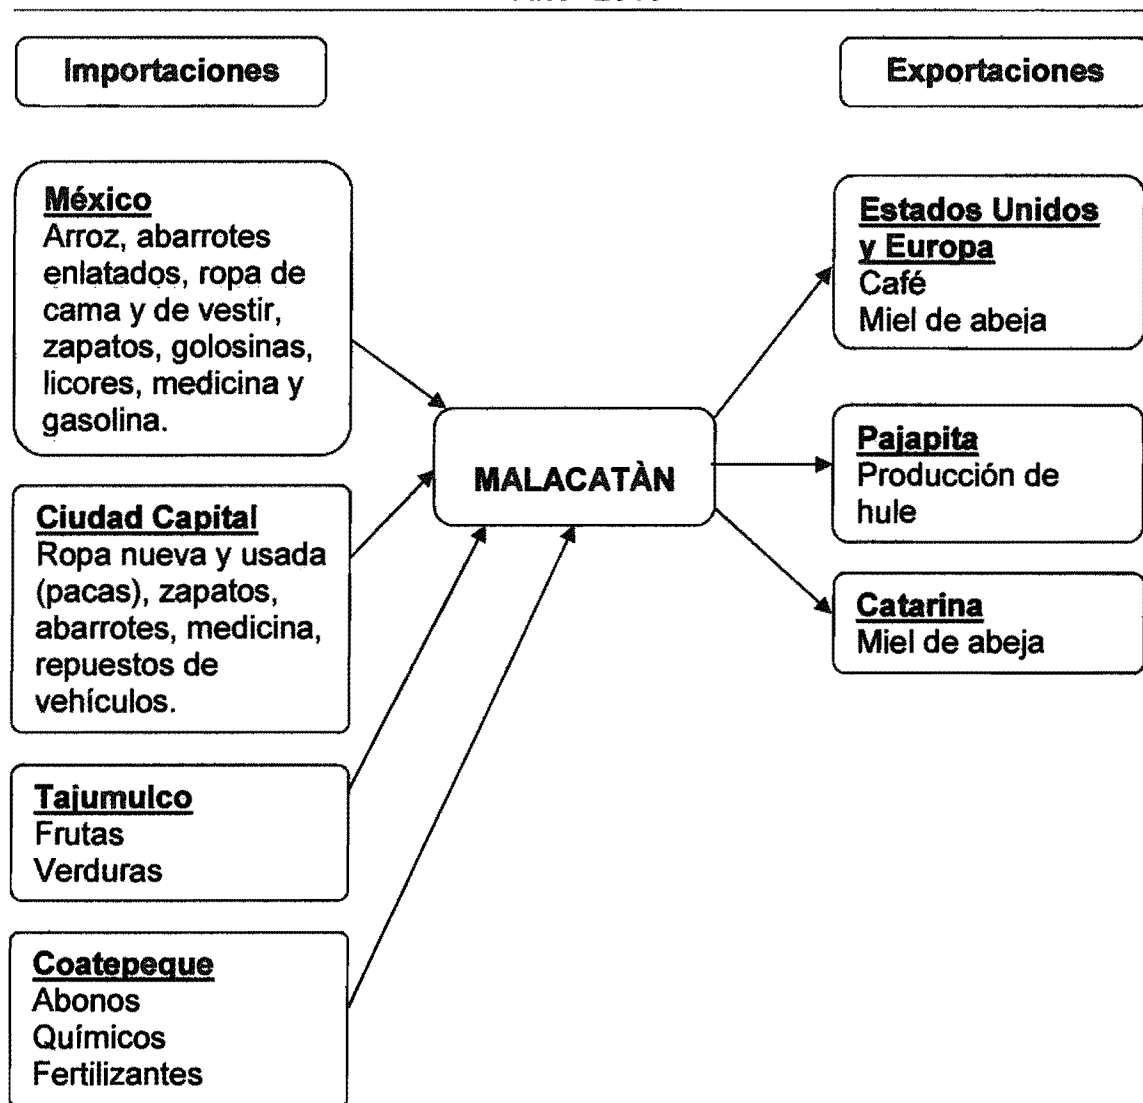 Importaciones
Exportaciones
México
Arroz, abarrotes
enlatados, ropa de
cama y de vestir,
zapatos, golosinas,
licores, medicina y
gasolina.
Ciudad Capital
Ropa nueva y usada
(pacas), zapatos,
abarrotes, medicina,
repuestos de
vehículos.
Tajumulco
Frutas
Verduras
Coatepeque
Abonos
Químicos
Fertilizantes
MALACATÀN
Estados Unidos
y Europa
Café
Miel de abeja
Pajapita
Producción de
hule
Catarina
Miel de abeja